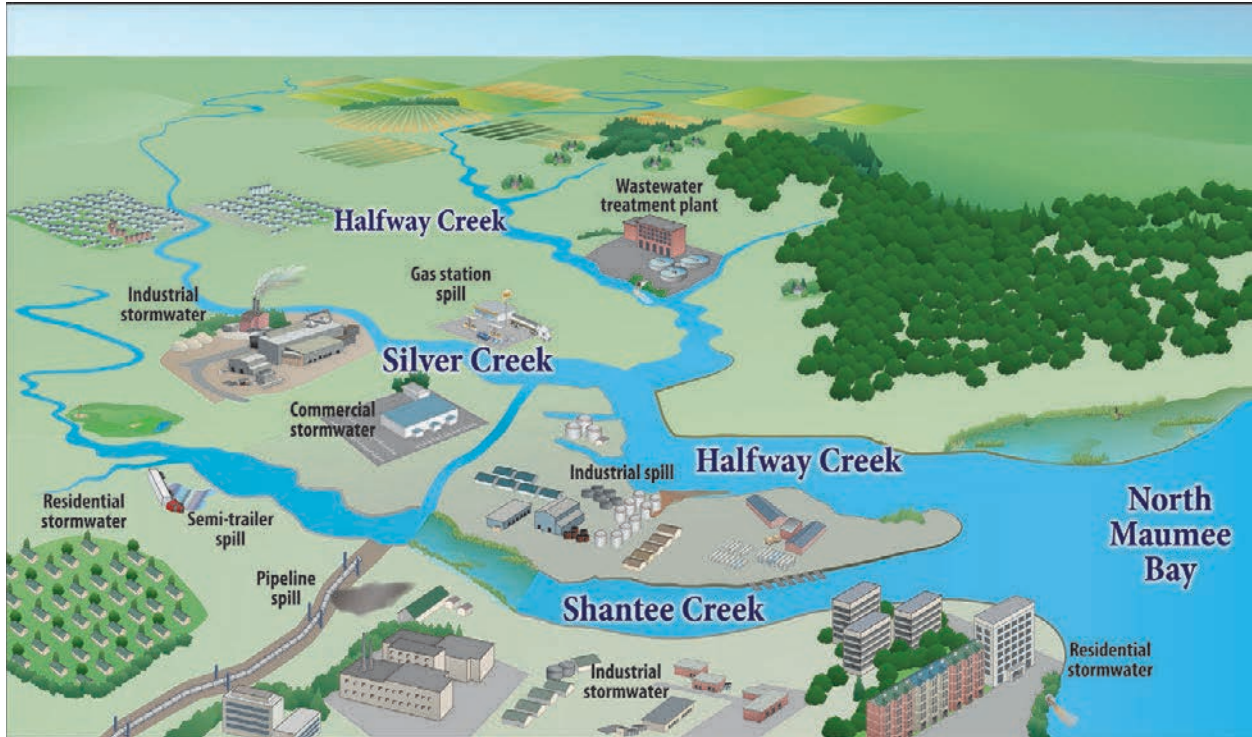 Wastewater
treatment plant
Halfway Creek
Gas station
spill
Industrial
stormwater
Silver Creek
Commercial
stormwater
Halfway Creek
Industrial spill
North
Maumee
Bay
Residential
stormwater
Semi-trailer
spill
Pipeline
spill
Shantee Creek
Industrial
stormwater
Residential
stormwater